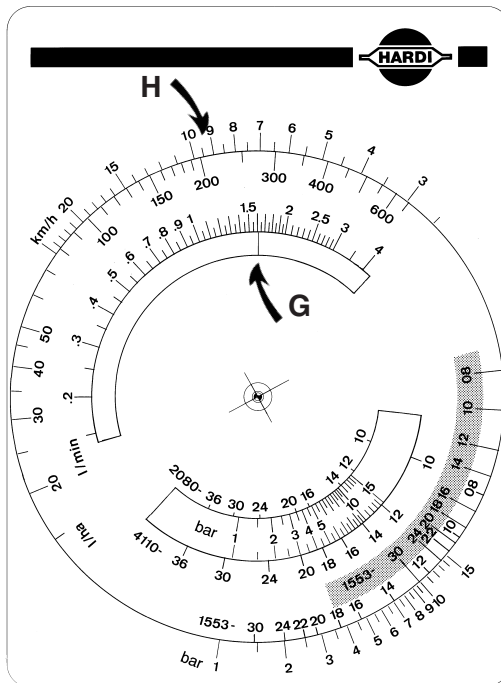 HARDI
H
km/h 20 15 10 9 8 7 6 5 4 3
l/ha 20 30 40 50 100 150 200 300 400 600
l/min .2 .3 .4 .5 .6 .7 .8 .9 1 1.5 2 2.5 3 4
G
08 10 12 14 16 18 20 22 24 30 1553-
2080- 36 30 24 20 16 14 12 10
bar 1 2 3 4 5 10 15
4110- 36 30 24 20 18 16 14 12 10
1553- 30 24 22 20 18 16 14 12 10 08
bar 1 2 3 4 5 6 7 8 9 10 15